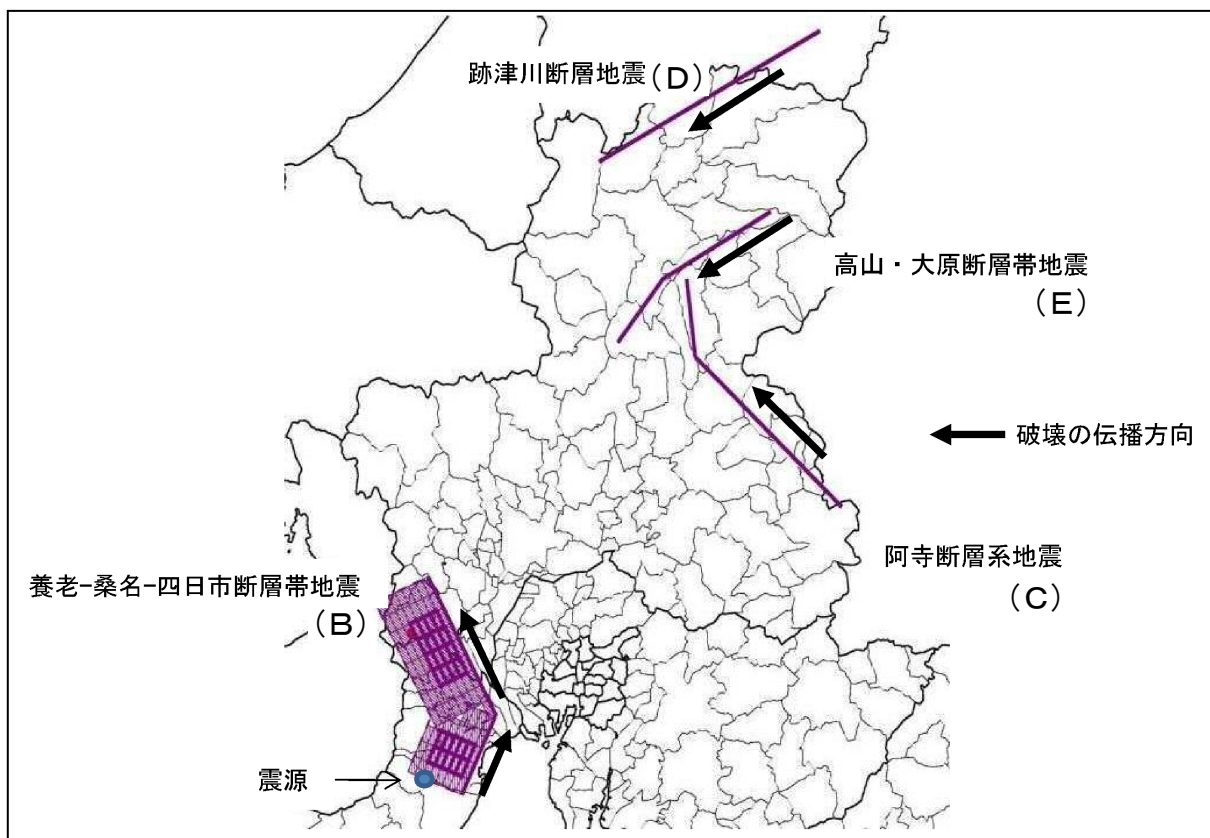 跡津川断層地震(D)
高山・大原断層帯地震
(E)
破壊の伝播方向
阿寺断層系地震
(C)
養老−桑名−四日市断層帯地震
(B)
震源